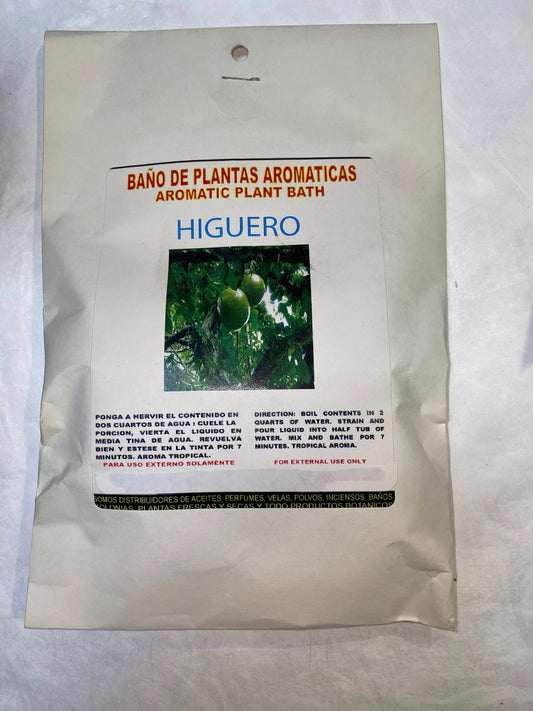 BAÑO DE PLANTAS AROMATICAS
AROMATIC PLANT BATH
HIGUERO
PONGA A HERVIR EL CONTENIDO EN
DOS CUARTOS DE AGUA ; CUELE LA
PORCION, VIERTA EL LIQUIDO EN
MEDIA TINA DE AGUA. REVUELVA
BIEN Y ESTESE EN LA TINTA POR 7
MINUTOS. AROMA TROPICAL.
PARA USO EXTERNO SOLAMENTE
DIRECTION: BOIL CONTENTS IN 2
QUARTS OF WATER. STRAIN AND
POUR LIQUID INTO HALF TUB OF
WATER. MIX AND BATHE POR 7
MINUTES. TROPICAL AROMA.
FOR EXTERNAL USE ONLY
SOMOS DISTRIBUIDORES DE ACEITES, PERFUMES, VELAS, POLVOS, INCIENSOS, BAÑOS
COLONIAS, PLANTAS FRESCAS Y SECAS Y TODO PRODUCTOS BOTANICOS